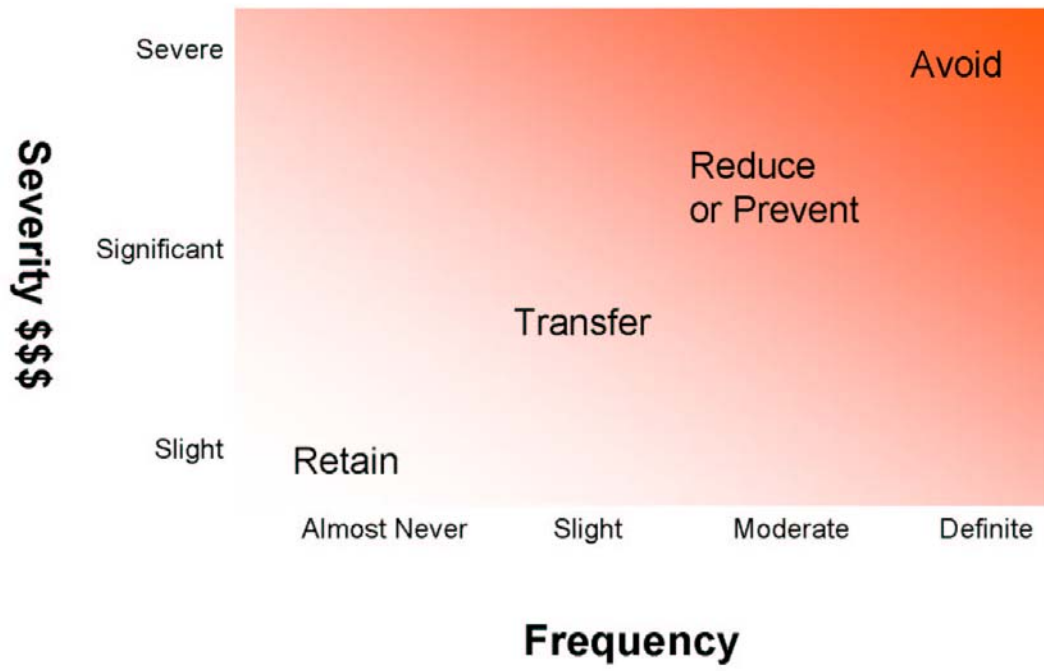 Severe
Avoid
Reduce
or Prevent
Severity $$$
Significant
Transfer
Slight
Retain
Almost Never
Slight
Moderate
Definite
Frequency